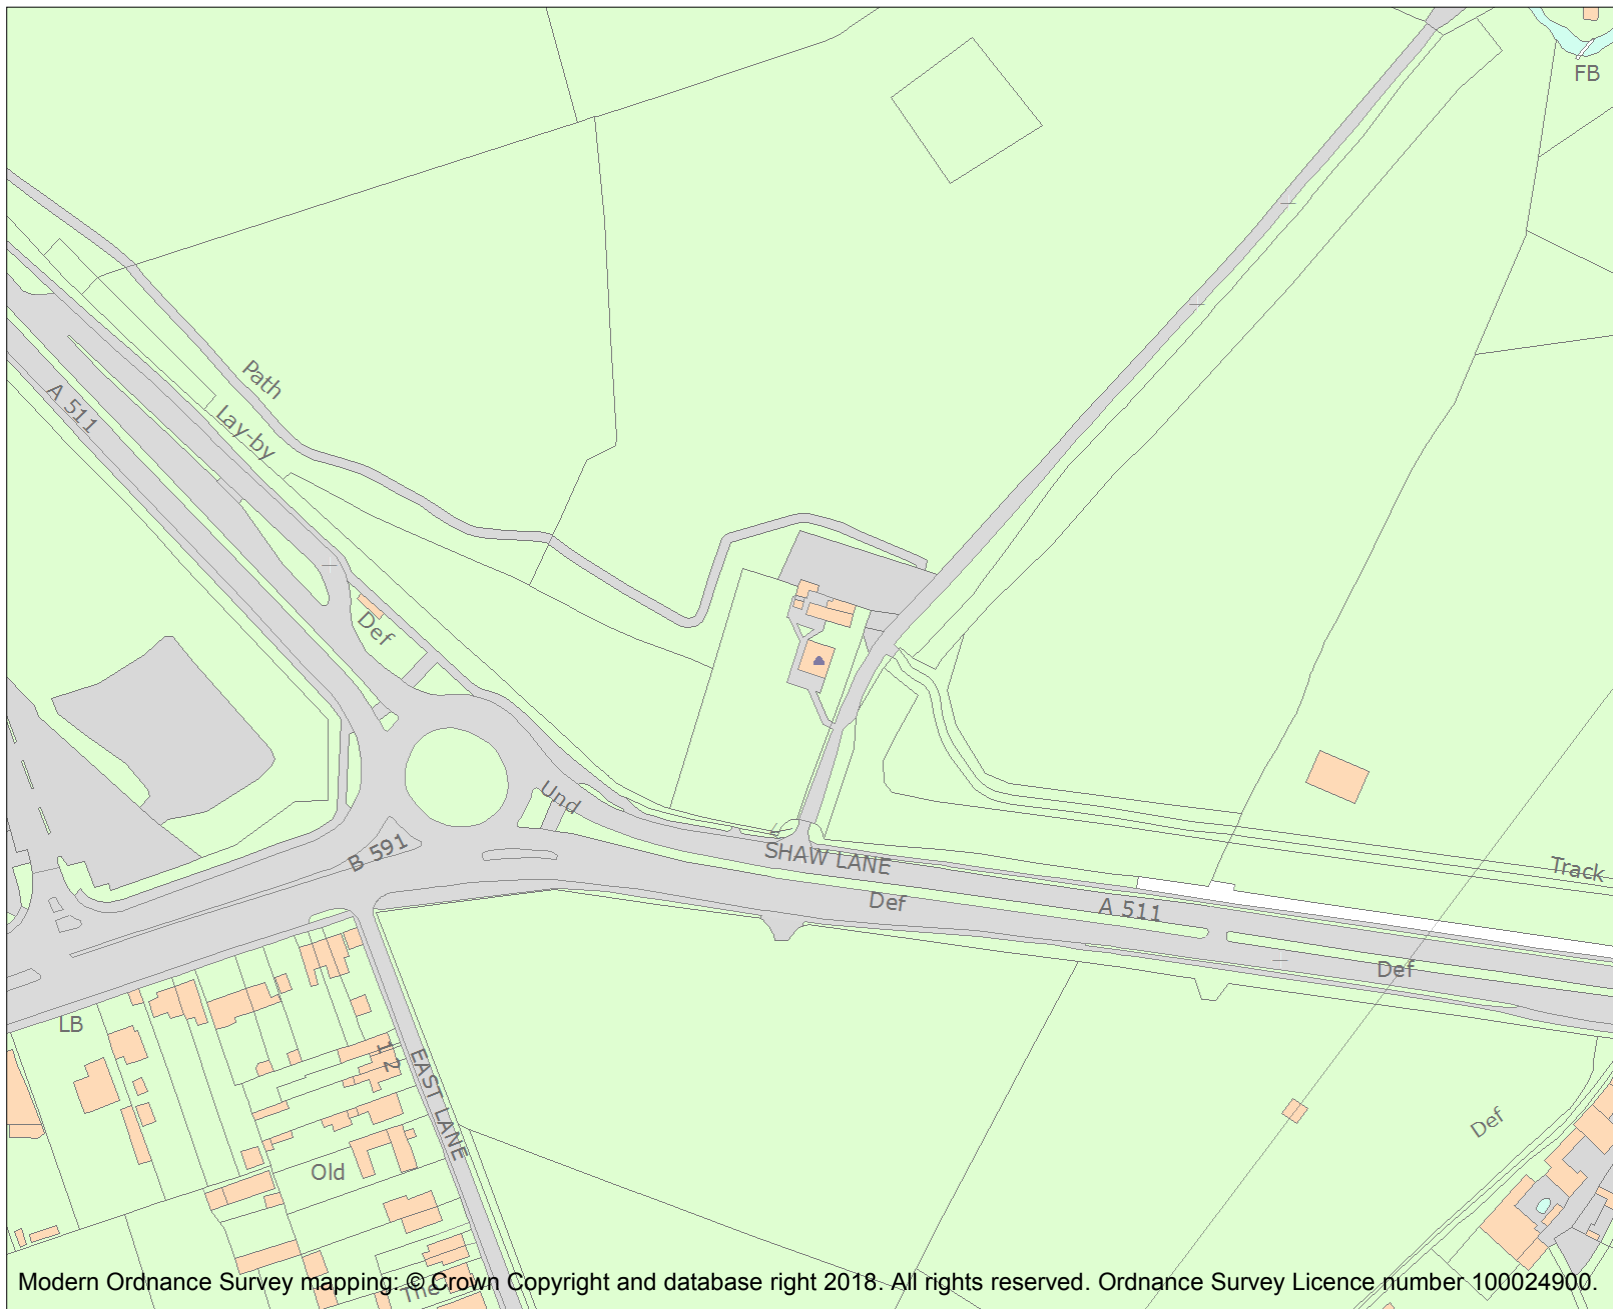 FB
Path
A 511
Lay-by
Def
Und
B 591
SHAW LANE
Def
A 511
Track
Def
LB
12
EAST LANE
Def
Old
The
Modern Ordnance Survey mapping: © Crown Copyright and database right 2018. All rights reserved. Ordnance Survey Licence number 100024900.